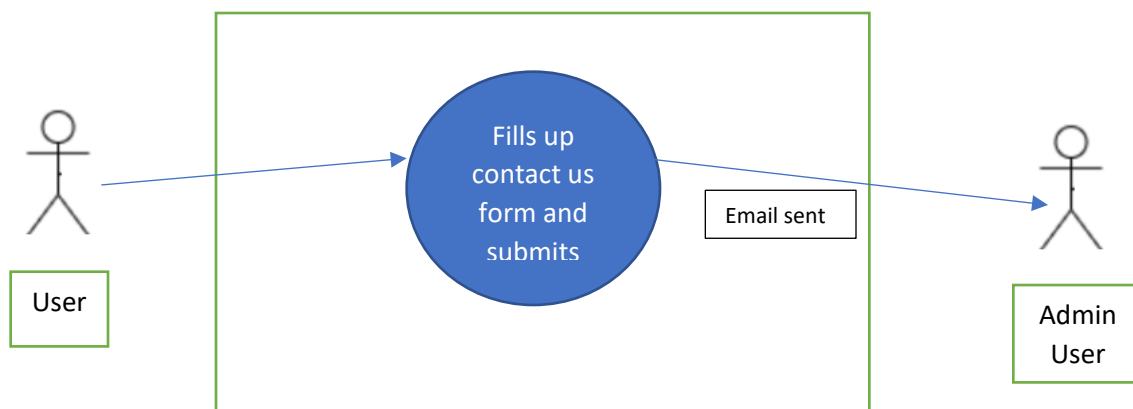 Fills up
contact us
form and
submits
Email sent
User
Admin
User